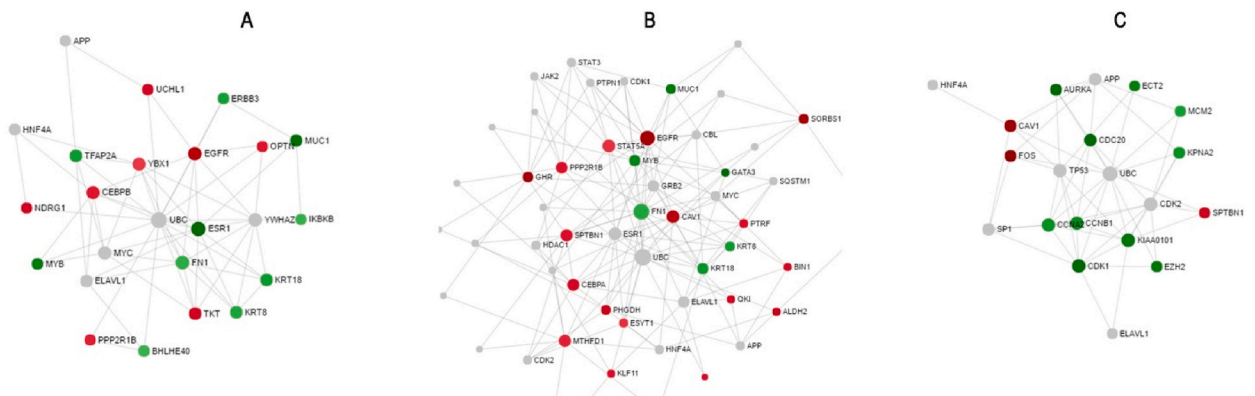 A
B
C
APP
UCHL1
ERBB3
HNF4A
MUC1
TFAP2A
YBX1
EGFR
OPTN
CEBPB
NDRG1
UBC
YWHAZ
IKBKB
ESR1
MYB
MYC
FN1
ELAVL1
KRT18
TKT
KRT8
PPP2R1B
BHLHE40
STAT3
JAK2
PTPN1
CDK1
MUC1
SORBS1
EGFR
CBL
STAT5A
MYB
PPP2R1B
GHR
GATA3
GRB2
SQSTM1
MYC
FN1
CAV1
PTRF
SPTBN1
ESR1
HDAC1
KRT8
UBC
KRT18
BIN1
CEBPA
ELAVL1
QKI
PHGDH
ALDH2
ESYT1
MTHFD1
HNF4A
APP
CDK2
KLF11
HNF4A
APP
AURKA
ECT2
MCM2
CAV1
CDC20
KPNA2
FOS
TP53
UBC
CDK2
SPTBN1
SP1
CCNA2
CCNB1
KIAA0101
CDK1
EZH2
ELAVL1